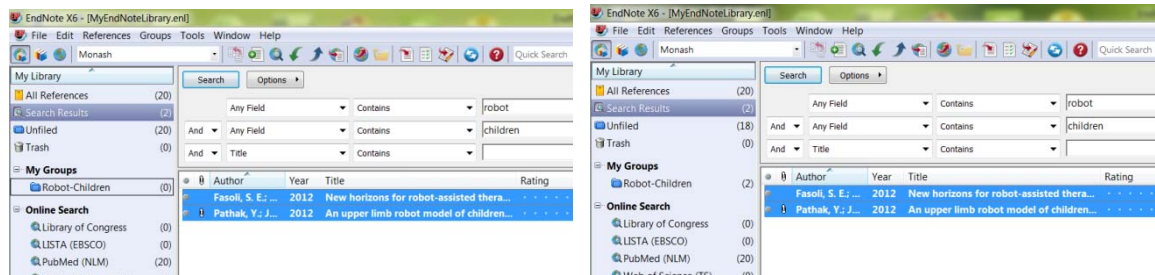 EndNote X6 - [MyEndNoteLibrary.enl]
File Edit References Groups Tools Window Help
Monash
Quick Search
My Library
Search Options
All References (20)
Search Results (2)
Any Field Contains robot
Unfiled (20)
And Any Field Contains children
Trash (0)
And Title Contains
My Groups
Robot-Children (0)
Author Year Title Rating
Fasoli, S. E.; ... 2012 New horizons for robot-assisted thera...
Pathak, Y.; J... 2012 An upper limb robot model of children...
Online Search
Library of Congress (0)
LISTA (EBSCO) (0)
PubMed (NLM) (20)
EndNote X6 - [MyEndNoteLibrary.enl]
File Edit References Groups Tools Window Help
Monash
Quick Search
My Library
Search Options
All References (20)
Search Results (2)
Any Field Contains robot
Unfiled (18)
And Any Field Contains children
Trash (0)
And Title Contains
My Groups
Robot-Children (2)
Author Year Title Rating
Fasoli, S. E.; ... 2012 New horizons for robot-assisted thera...
Pathak, Y.; J... 2012 An upper limb robot model of children...
Online Search
Library of Congress (0)
LISTA (EBSCO) (0)
PubMed (NLM) (20)